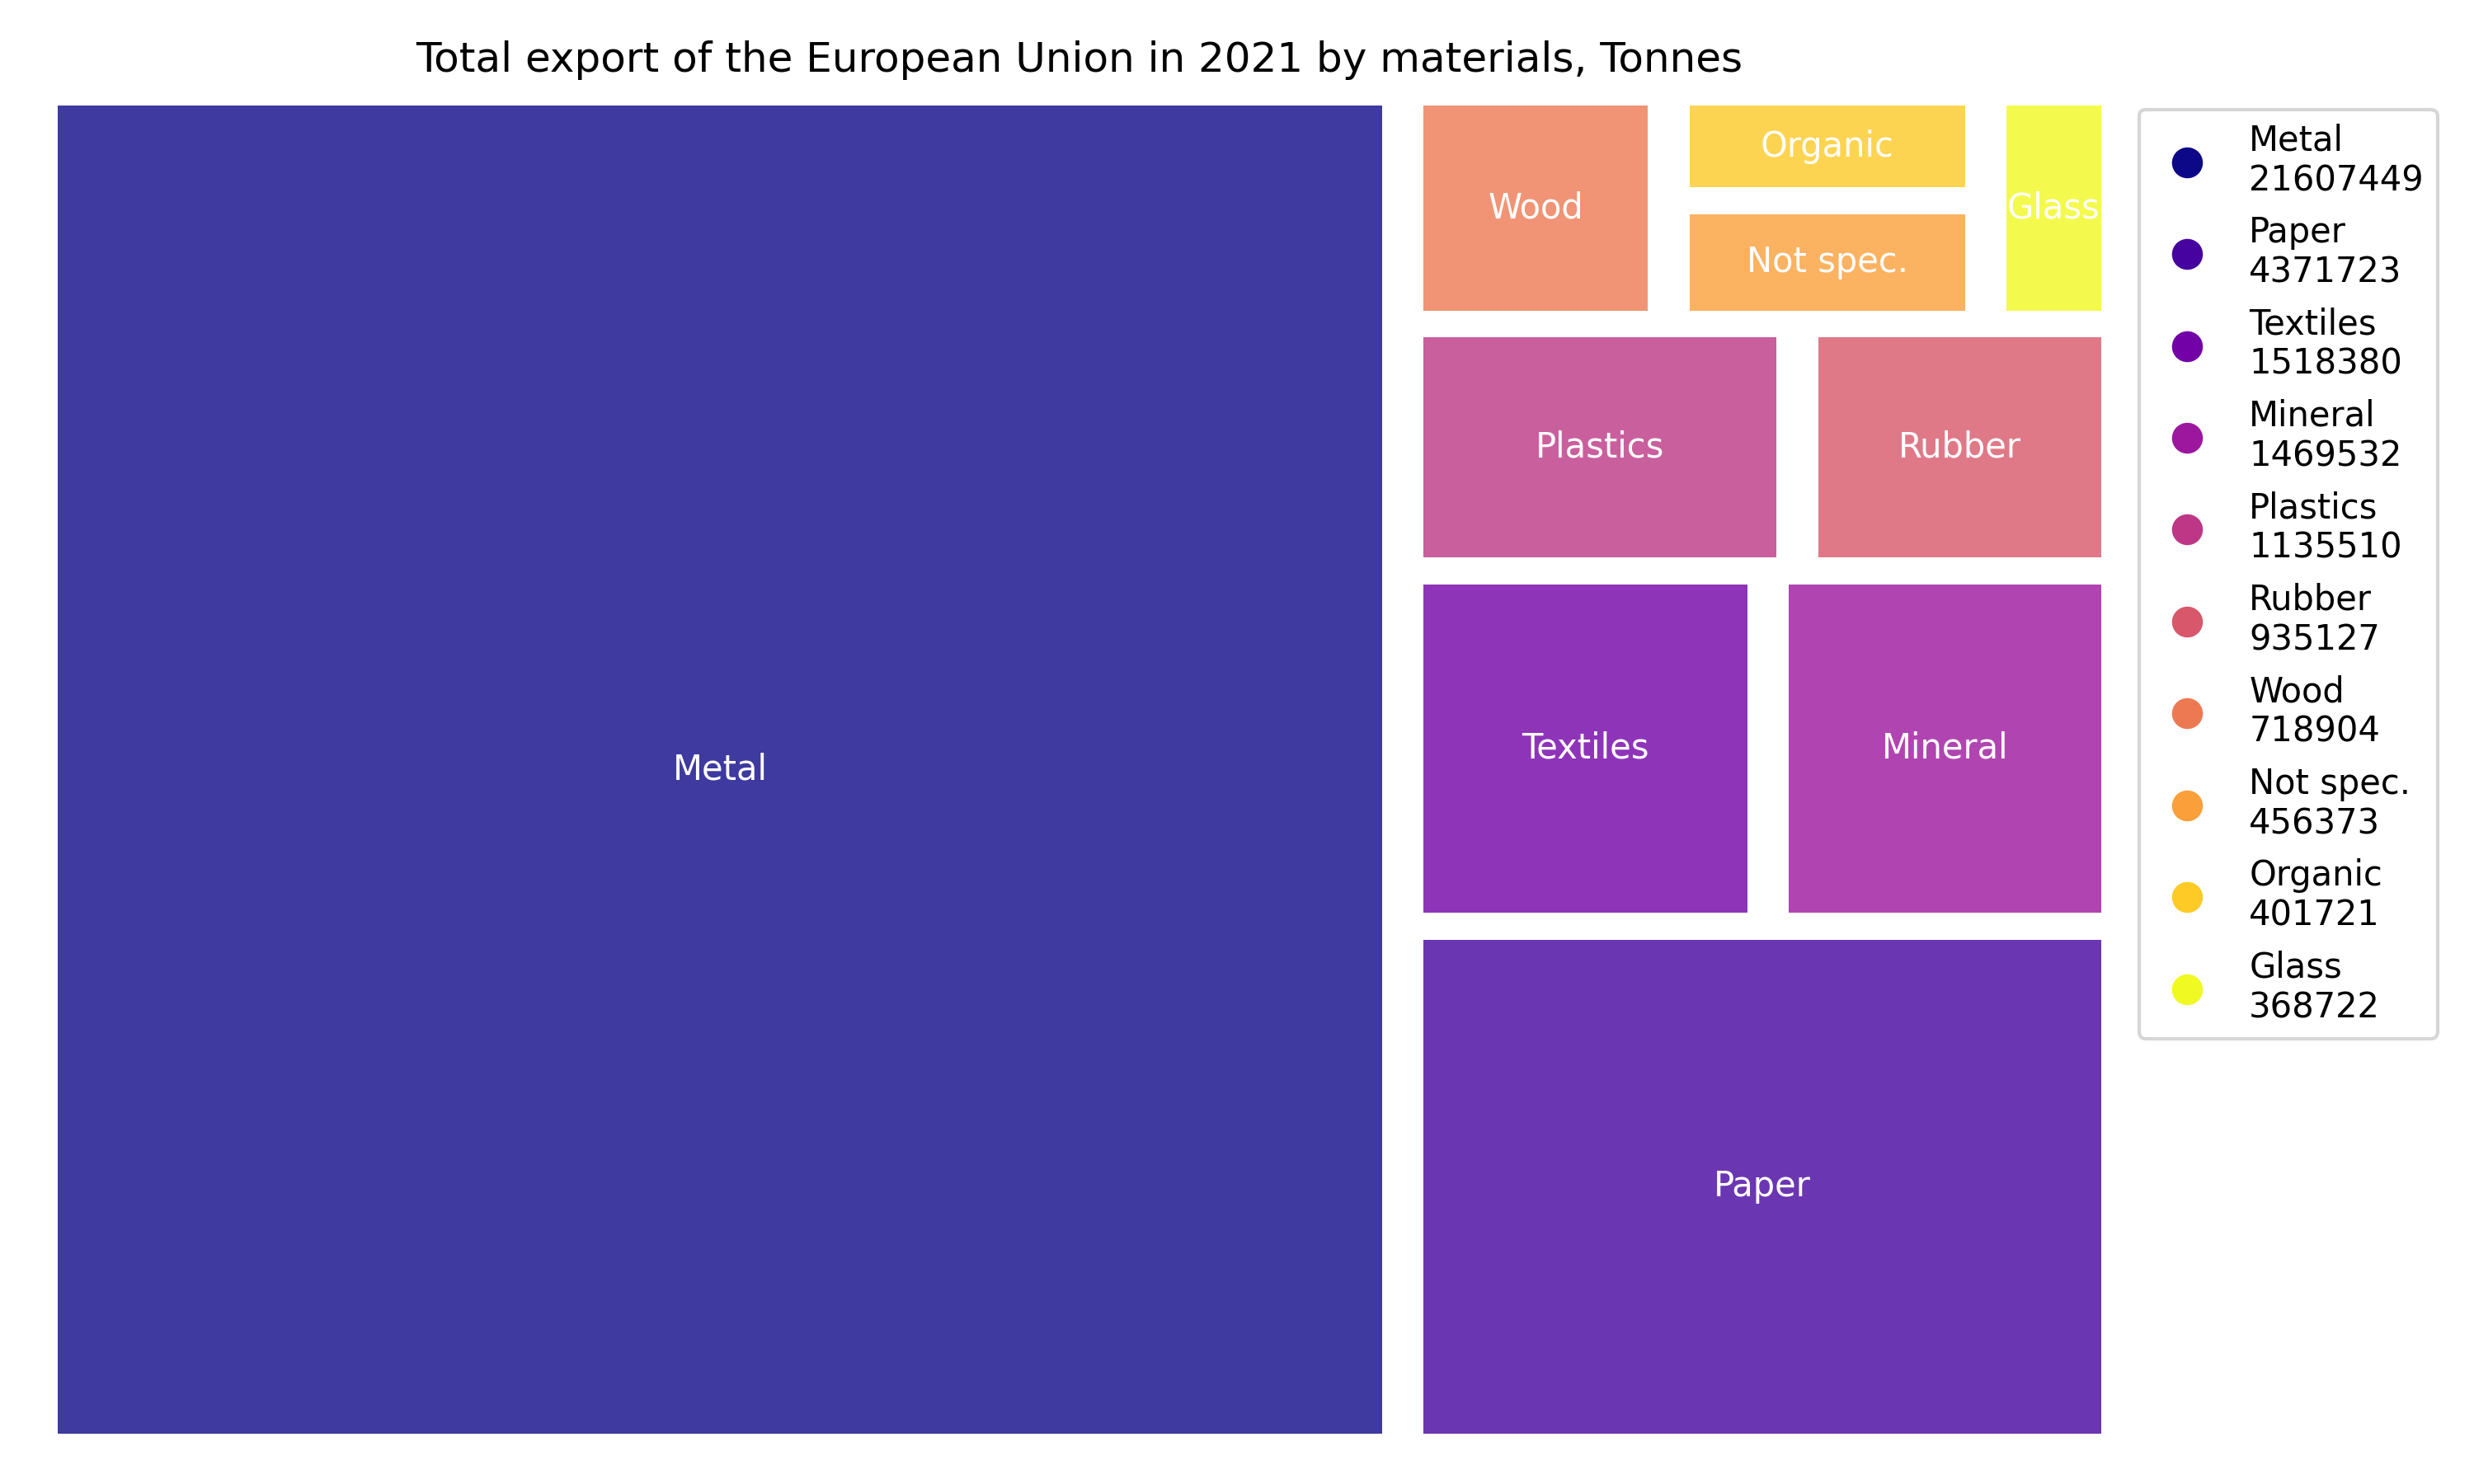 Total export of the European Union in 2021 by materials, Tonnes
Metal
Wood
Organic
Not spec.
Glass
Plastics
Rubber
Textiles
Mineral
Paper
Metal
21607449
Paper
4371723
Textiles
1518380
Mineral
1469532
Plastics
1135510
Rubber
935127
Wood
718904
Not spec.
456373
Organic
401721
Glass
368722